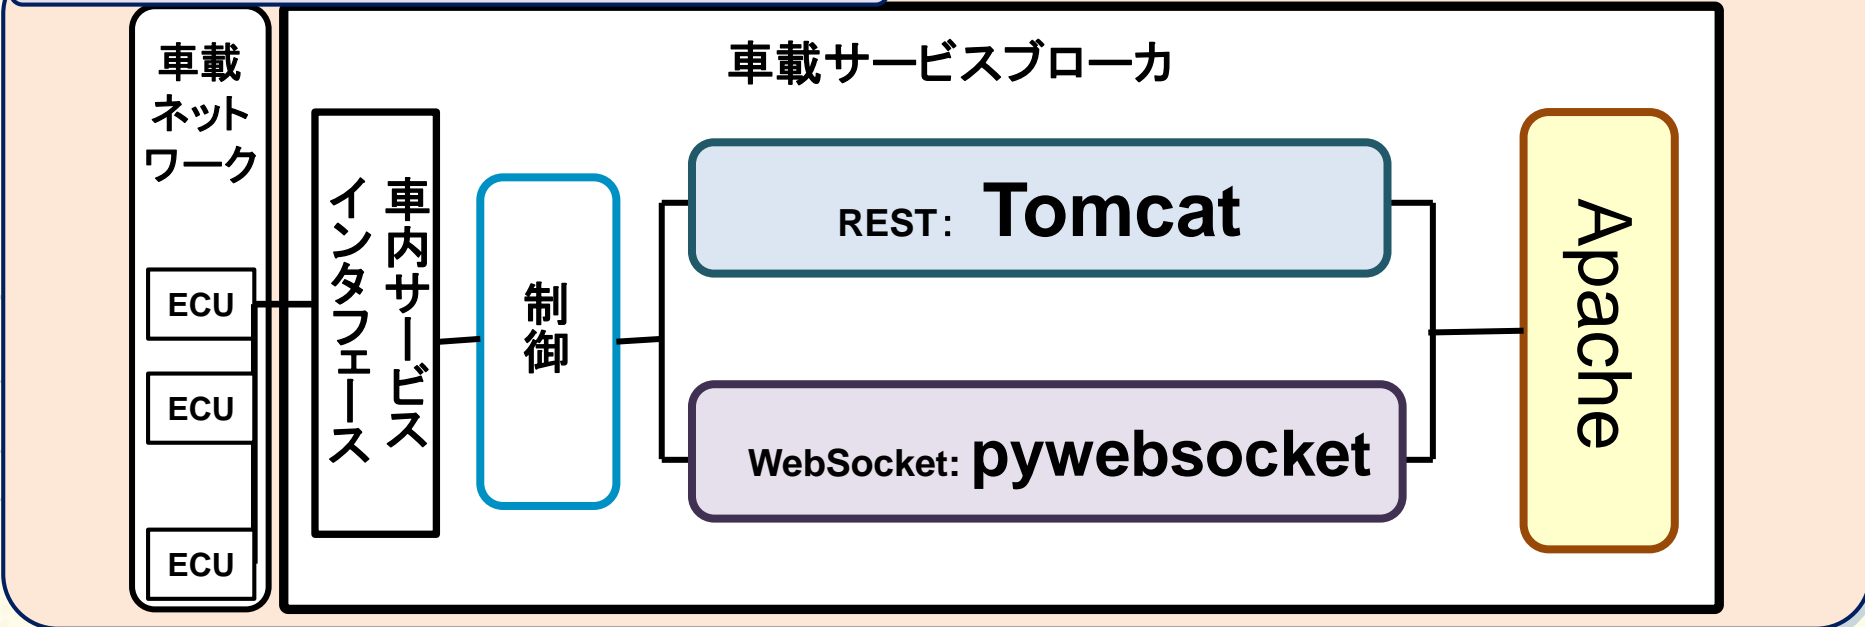 車載サービスブローカ
車載
ネット
ワーク
ECU
ECU
ECU
車内サービス
インタフェース
制御
REST: Tomcat
WebSocket: pywebsocket
Apache